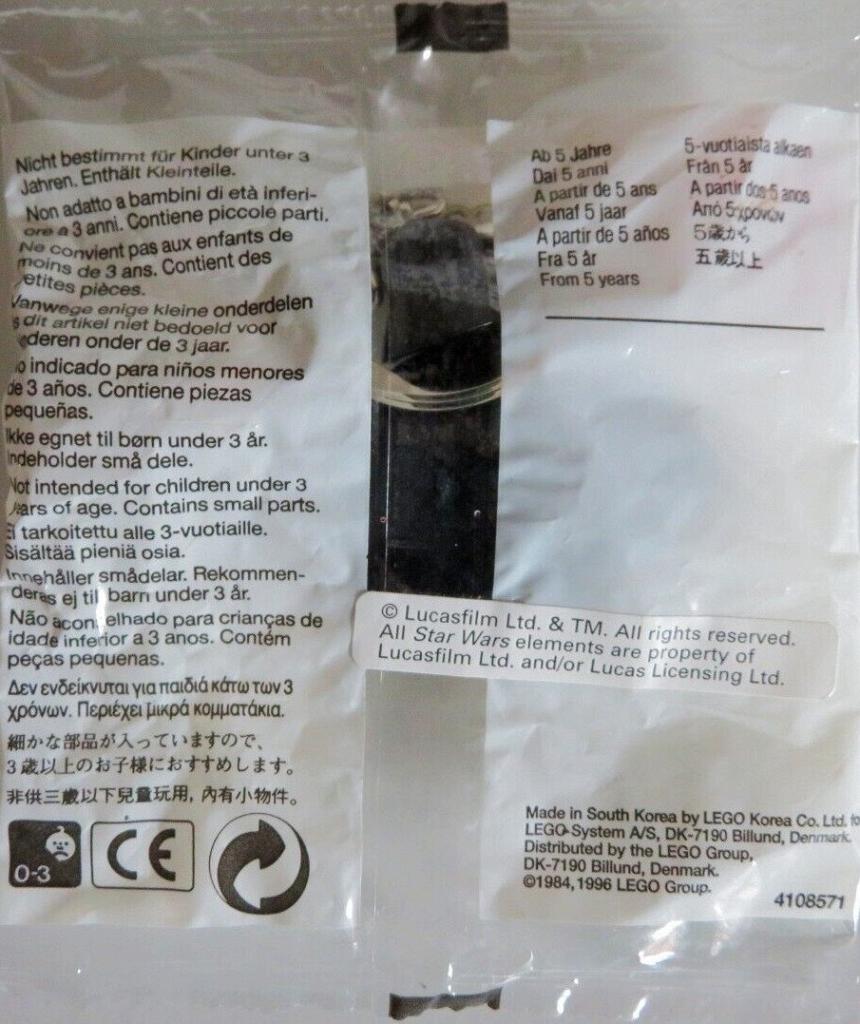 Nicht bestimmt für Kinder unter 3
Jahren. Enthält Kleinteile.
Non adatto a bambini di età inferi-
ore a 3 anni. Contiene piccole parti.
Ne convient pas aux enfants de
moins de 3 ans. Contient des
etites pièces.
Vanwege enige kleine onderdelen
s dit artikel niet bedoeld voor
deren onder de 3 jaar.
o indicado para niños menores
de 3 años. Contiene piezas
pequeñas.
Ikke egnet til børn under 3 år.
Indeholder små dele.
Not intended for children under 3
years of age. Contains small parts.
Ei tarkoitettu alle 3-vuotiaille.
Sisältää pieniä osia.
Innehåller smådelar. Rekommen-
deras ej till barn under 3 år.
Não aconselhado para crianças de
idade inferior a 3 anos. Contém
peças pequenas.
Δεν ενδείκνυται για παιδιά κάτω των 3
χρόνων. Περιέχει μικρά κομματάκια.
細かな部品が入っていますので、
3歳以上のお子様におすすめします。
非供三歲以下兒童玩用, 內有小物件。
0-3
CE
Ab 5 Jahre
Dai 5 anni
A partir de 5 ans
Vanaf 5 jaar
A partir de 5 años
Fra 5 år
From 5 years
5-vuotiaista alkaen
Från 5 år
A partir dos 5 anos
Από 5 χρονών
5歳から
五歲以上
© Lucasfilm Ltd. & TM. All rights reserved.
All Star Wars elements are property of
Lucasfilm Ltd. and/or Lucas Licensing Ltd.
Made in South Korea by LEGO Korea Co. Ltd. for
LEGO System A/S, DK-7190 Billund, Denmark.
Distributed by the LEGO Group,
DK-7190 Billund, Denmark.
©1984,1996 LEGO Group.
4108571